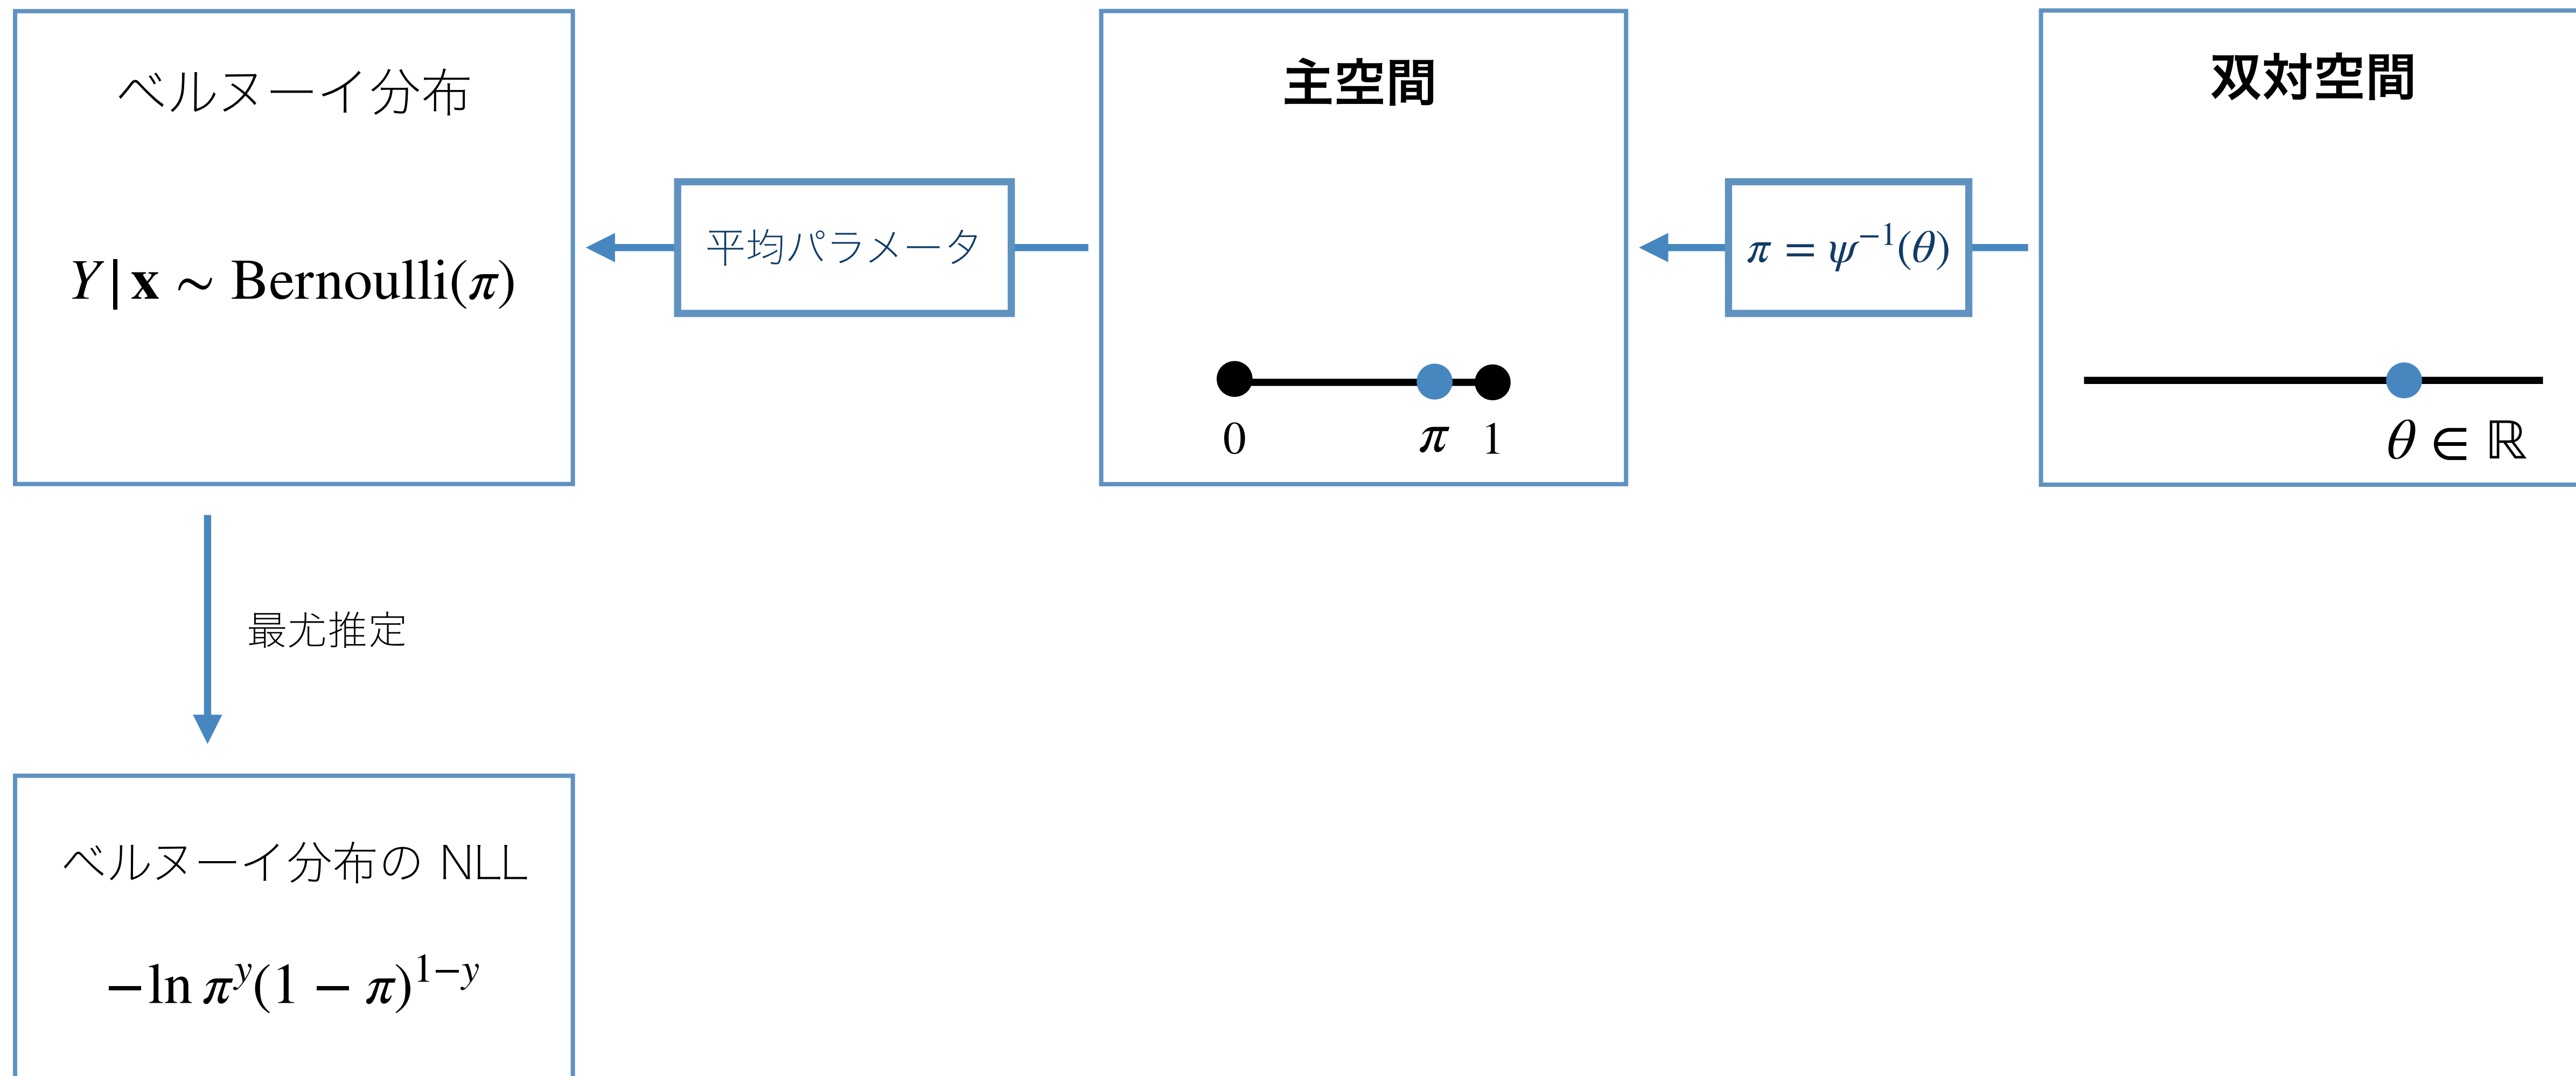 ベルヌーイ分布
Y | x ∼ Bernoulli(π)
平均パラメータ
主空間
0 π 1
π = ψ⁻¹(θ)
双対空間
θ ∈ ℝ
最尤推定
ベルヌーイ分布の NLL
−ln πʸ(1 − π)¹⁻ʸ